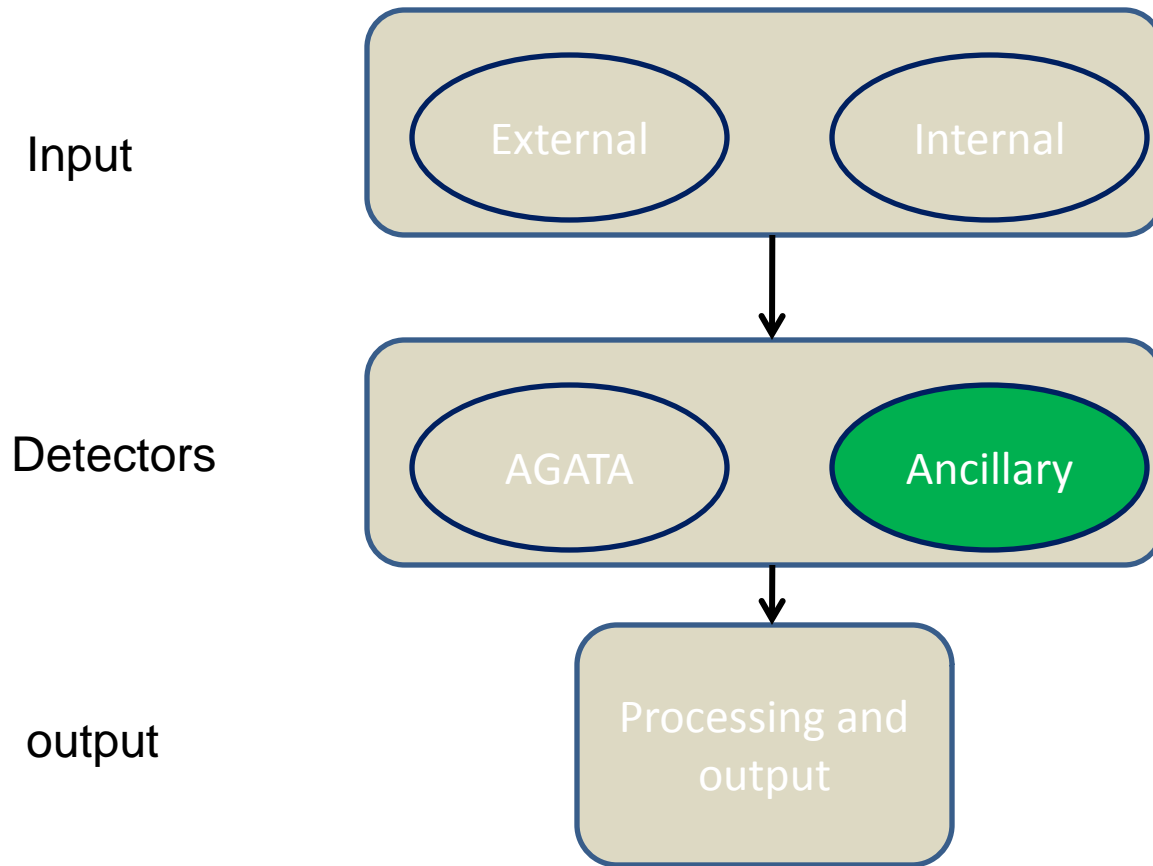 Input
External
Internal
Detectors
AGATA
Ancillary
output
Processing and
output